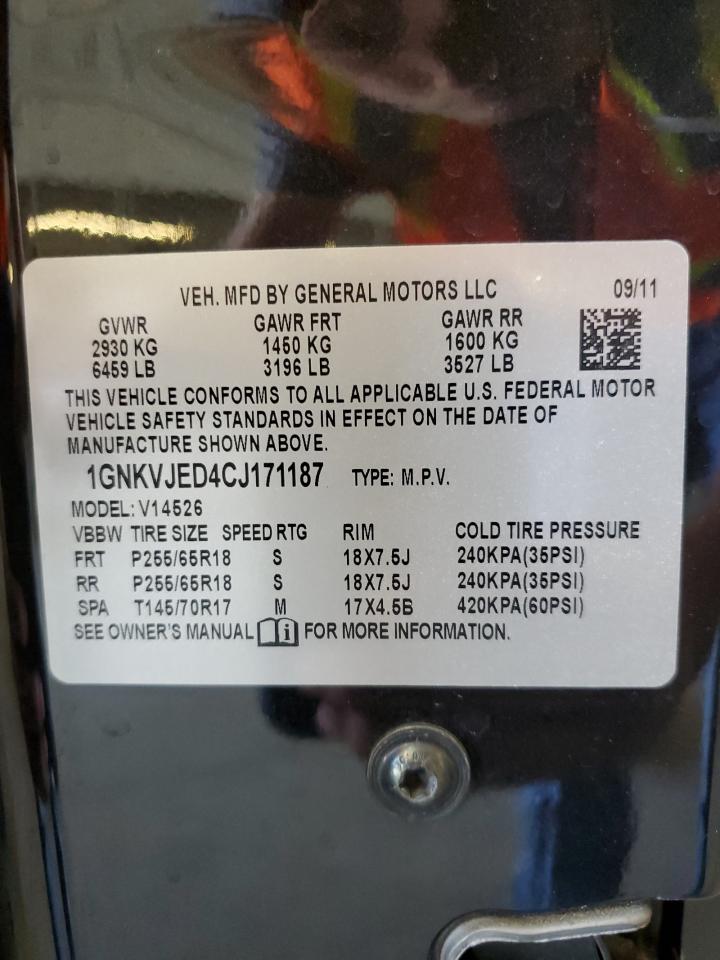 VEH. MFD BY GENERAL MOTORS LLC 09/11
GVWR GAWR FRT GAWR RR
2930 KG 1450 KG 1600 KG
6459 LB 3196 LB 3527 LB
THIS VEHICLE CONFORMS TO ALL APPLICABLE U.S. FEDERAL MOTOR
VEHICLE SAFETY STANDARDS IN EFFECT ON THE DATE OF
MANUFACTURE SHOWN ABOVE.
1GNKVJED4CJ171187 TYPE: M.P.V.
MODEL: V14526
VBBW TIRE SIZE SPEED RTG RIM COLD TIRE PRESSURE
FRT P255/65R18 S 18X7.5J 240KPA(35PSI)
RR P255/65R18 S 18X7.5J 240KPA(35PSI)
SPA T145/70R17 M 17X4.5B 420KPA(60PSI)
SEE OWNER'S MANUAL i FOR MORE INFORMATION.